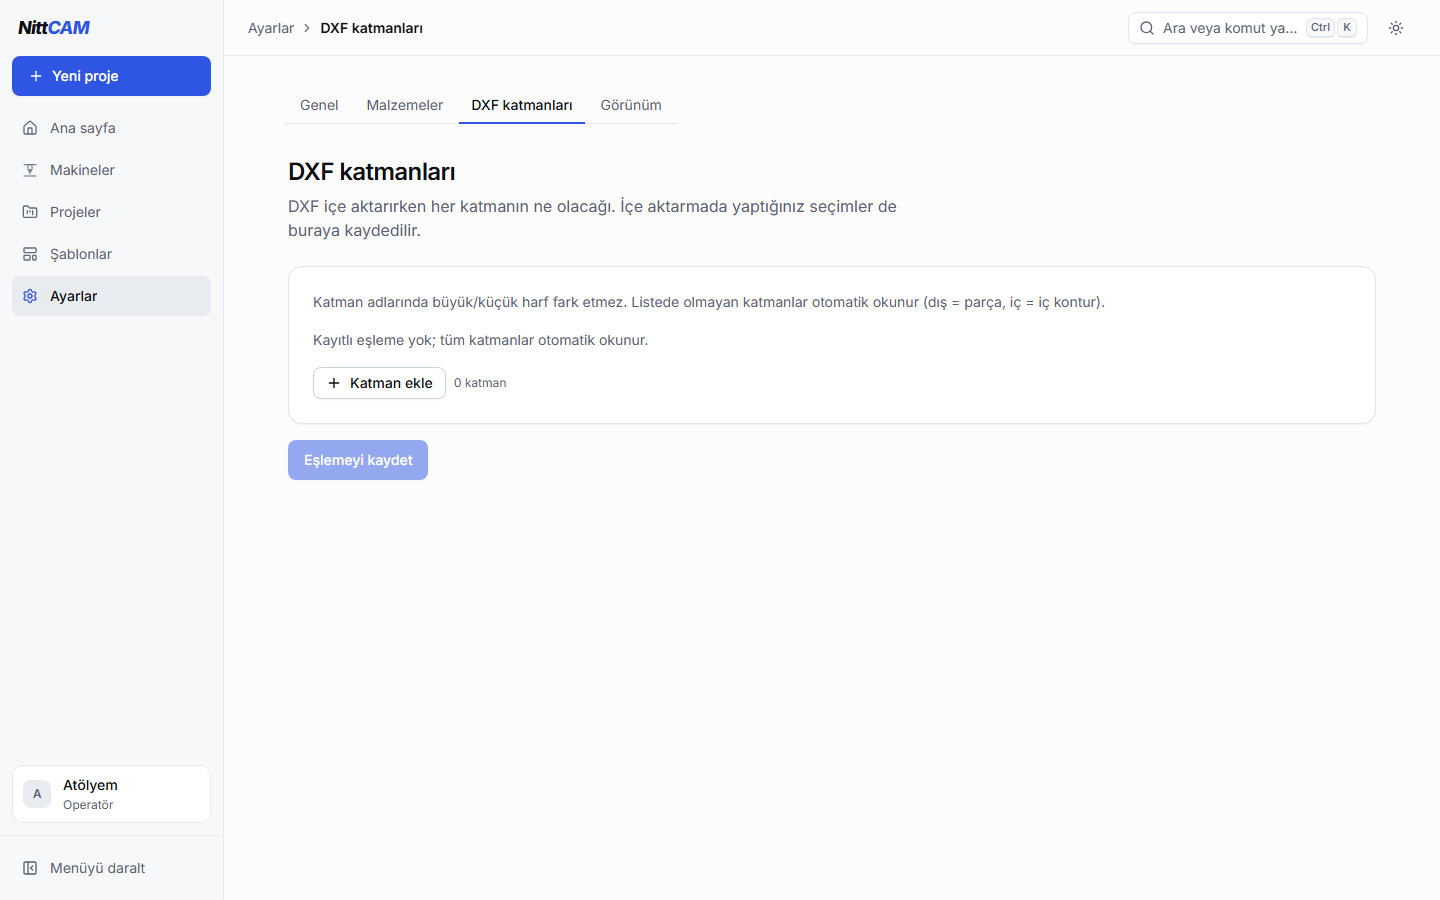 NittCAM
Yeni proje
Ana sayfa
Makineler
Projeler
Şablonlar
Ayarlar
Atölyem
A
Operatör
Menüyü daralt
Ayarlar > DXF katmanları
Ara veya komut ya... Ctrl K
Genel Malzemeler DXF katmanları Görünüm
DXF katmanları
DXF içe aktarırken her katmanın ne olacağı. İçe aktarmada yaptığınız seçimler de
buraya kaydedilir.
Katman adlarında büyük/küçük harf fark etmez. Listede olmayan katmanlar otomatik okunur (dış = parça, iç = iç kontur).
Kayıtlı eşleme yok; tüm katmanlar otomatik okunur.
Katman ekle 0 katman
Eşlemeyi kaydet